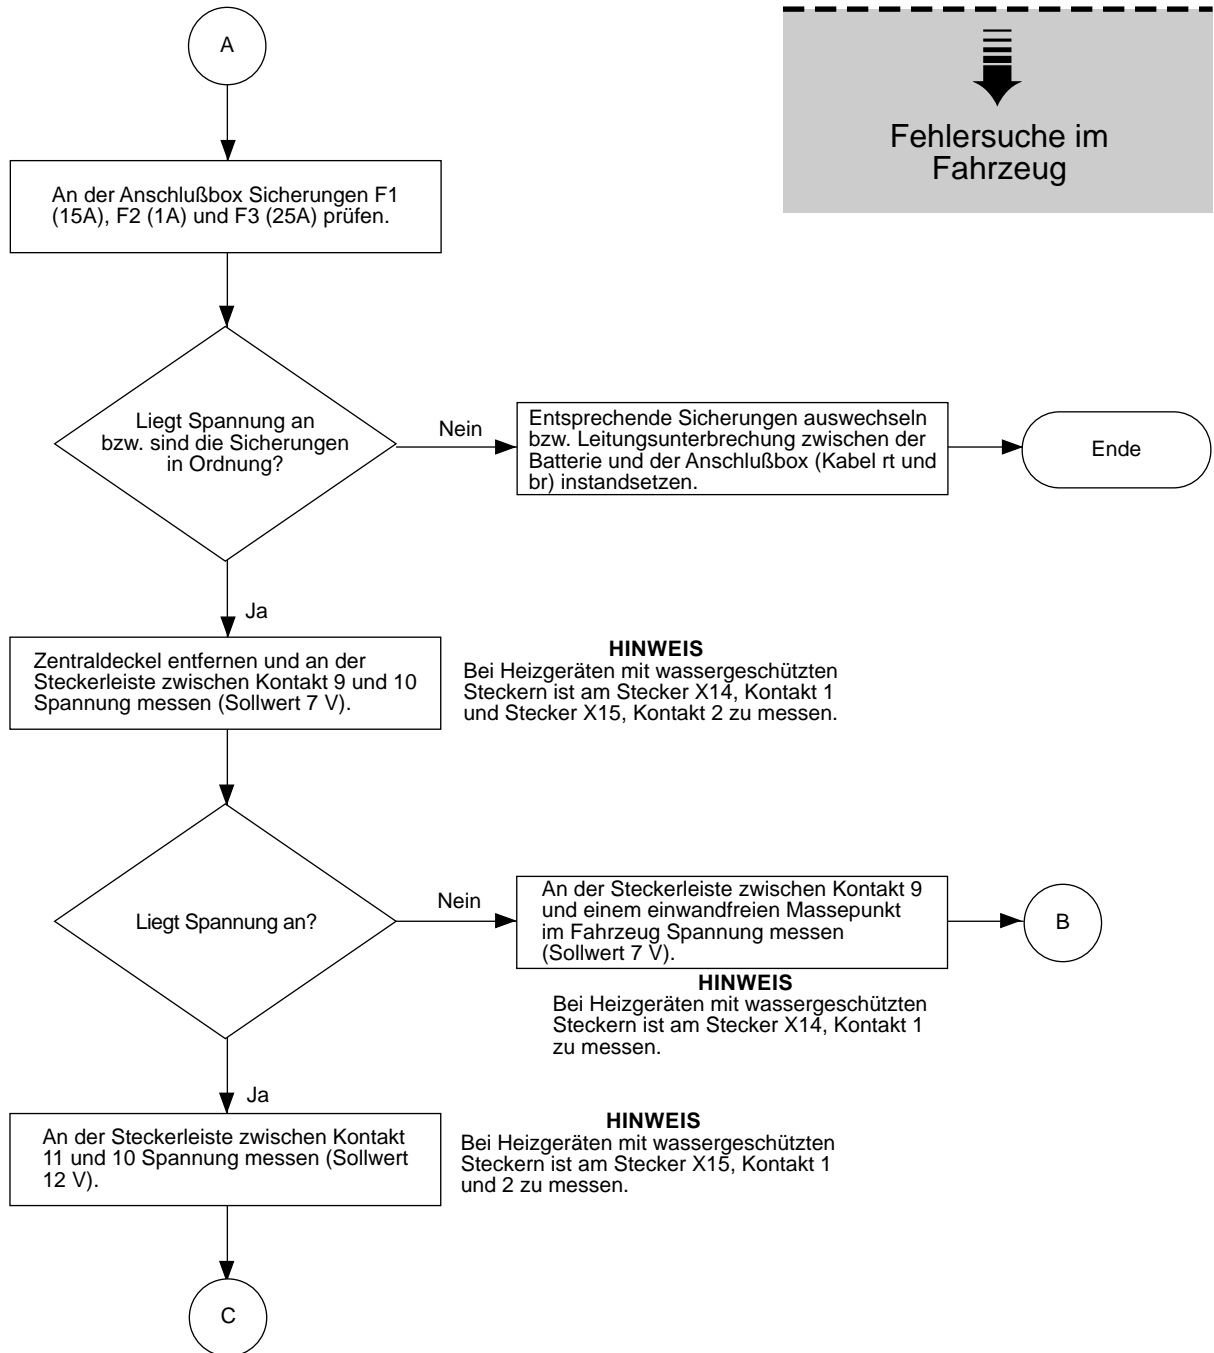 A
Fehlersuche im
Fahrzeug
An der Anschlußbox Sicherungen F1
(15A), F2 (1A) und F3 (25A) prüfen.
Liegt Spannung an
bzw. sind die Sicherungen
in Ordnung?
Nein
Entsprechende Sicherungen auswechseln
bzw. Leitungsunterbrechung zwischen der
Batterie und der Anschlußbox (Kabel rt und
br) instandsetzen.
Ende
Ja
Zentraldeckel entfernen und an der
Steckerleiste zwischen Kontakt 9 und 10
Spannung messen (Sollwert 7 V).
HINWEIS
Bei Heizgeräten mit wassergeschützten
Steckern ist am Stecker X14, Kontakt 1
und Stecker X15, Kontakt 2 zu messen.
Liegt Spannung an?
Nein
An der Steckerleiste zwischen Kontakt 9
und einem einwandfreien Massepunkt
im Fahrzeug Spannung messen
(Sollwert 7 V).
B
HINWEIS
Bei Heizgeräten mit wassergeschützten
Steckern ist am Stecker X14, Kontakt 1
zu messen.
Ja
An der Steckerleiste zwischen Kontakt
11 und 10 Spannung messen (Sollwert
12 V).
HINWEIS
Bei Heizgeräten mit wassergeschützten
Steckern ist am Stecker X15, Kontakt 1
und 2 zu messen.
C